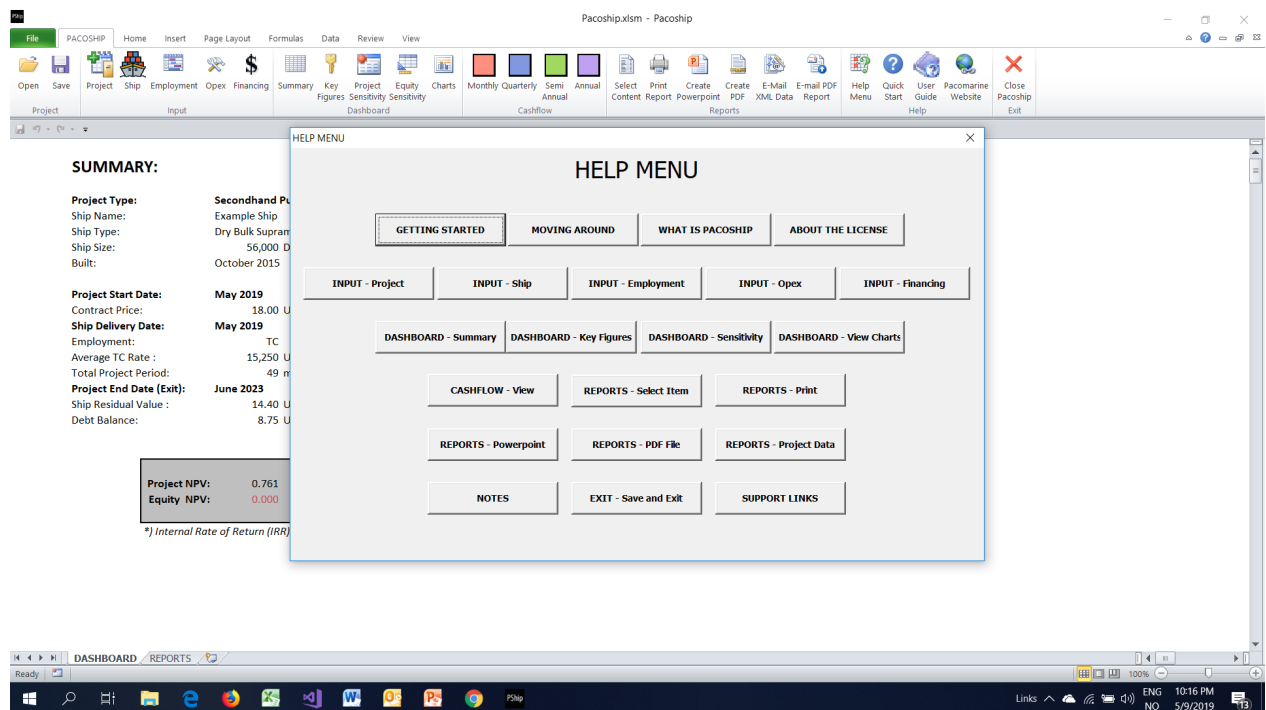 PShip
Pacoship.xlsm - Pacoship
File PACOSHIP Home Insert Page Layout Formulas Data Review View
Open Save Project Ship Employment Opex Financing Summary Key Figures Project Sensitivity Equity Sensitivity Charts Monthly Quarterly Semi Annual Annual Select Content Print Report Create Powerpoint Create PDF E-Mail XML Data E-mail PDF Report Help Menu Quick Start User Guide Pacomarine Website Close Pacoship
Project Input Dashboard Cashflow Reports Help Exit
HELP MENU
HELP MENU
GETTING STARTED MOVING AROUND WHAT IS PACOSHIP ABOUT THE LICENSE
INPUT - Project INPUT - Ship INPUT - Employment INPUT - Opex INPUT - Financing
DASHBOARD - Summary DASHBOARD - Key Figures DASHBOARD - Sensitivity DASHBOARD - View Charts
CASHFLOW - View REPORTS - Select Item REPORTS - Print
REPORTS - Powerpoint REPORTS - PDF File REPORTS - Project Data
NOTES EXIT - Save and Exit SUPPORT LINKS
SUMMARY:
Project Type: Secondhand Pu
Ship Name: Example Ship
Ship Type: Dry Bulk Supram
Ship Size: 56,000 D
Built: October 2015
Project Start Date: May 2019
Contract Price: 18.00 U
Ship Delivery Date: May 2019
Employment: TC
Average TC Rate : 15,250 U
Total Project Period: 49 m
Project End Date (Exit): June 2023
Ship Residual Value : 14.40 U
Debt Balance: 8.75 U
Project NPV: 0.761
Equity NPV: 0.000
*) Internal Rate of Return (IRR)
DASHBOARD REPORTS
Ready 100%
PShip Links ENG 10:16 PM
NO 5/9/2019 13